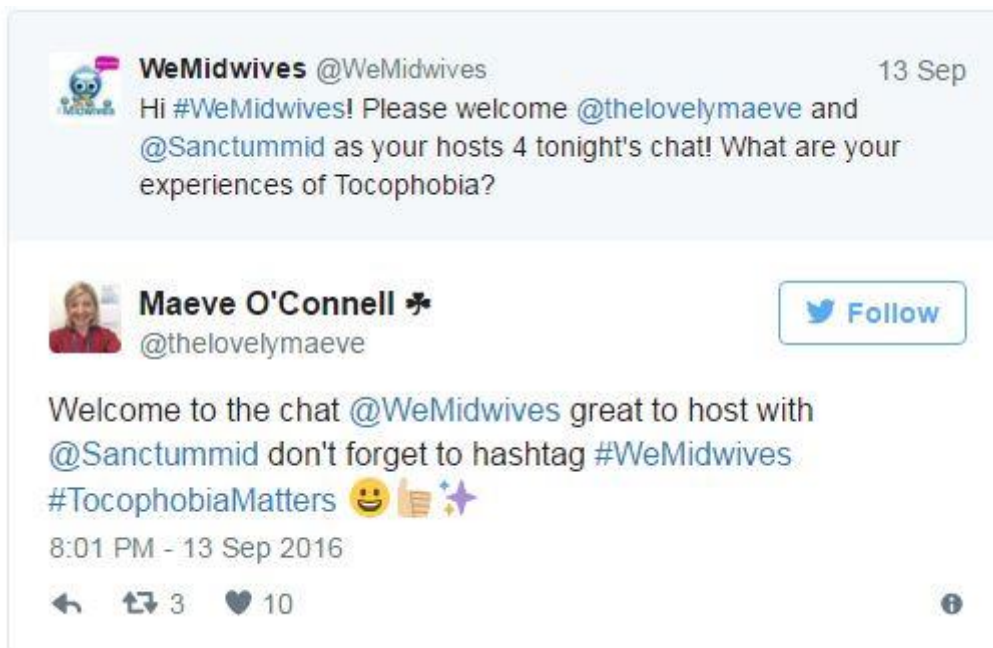 WeMidwives @WeMidwives 13 Sep
Hi #WeMidwives! Please welcome @thelovelymaeve and
@Sanctummid as your hosts 4 tonight's chat! What are your
experiences of Tocophobia?
Maeve O'Connell ☘
@thelovelymaeve
Follow
Welcome to the chat @WeMidwives great to host with
@Sanctummid don't forget to hashtag #WeMidwives
#TocophobiaMatters 😀👍✨
8:01 PM - 13 Sep 2016
3 10